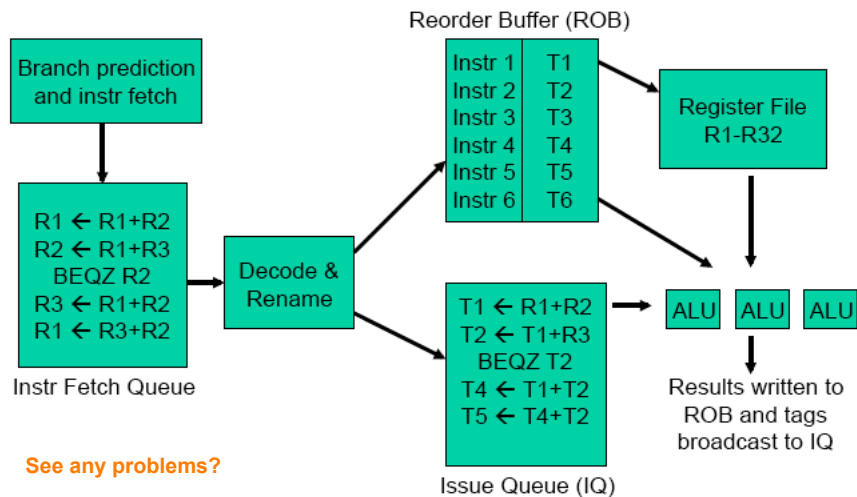 Reorder Buffer (ROB)
Branch prediction
and instr fetch
Instr 1 T1
Instr 2 T2
Instr 3 T3
Instr 4 T4
Instr 5 T5
Instr 6 T6
Register File
R1-R32
R1 ← R1+R2
R2 ← R1+R3
BEQZ R2
R3 ← R1+R2
R1 ← R3+R2
Instr Fetch Queue
Decode &
Rename
T1 ← R1+R2
T2 ← T1+R3
BEQZ T2
T4 ← T1+T2
T5 ← T4+T2
Issue Queue (IQ)
ALU ALU ALU
Results written to
ROB and tags
broadcast to IQ
See any problems?